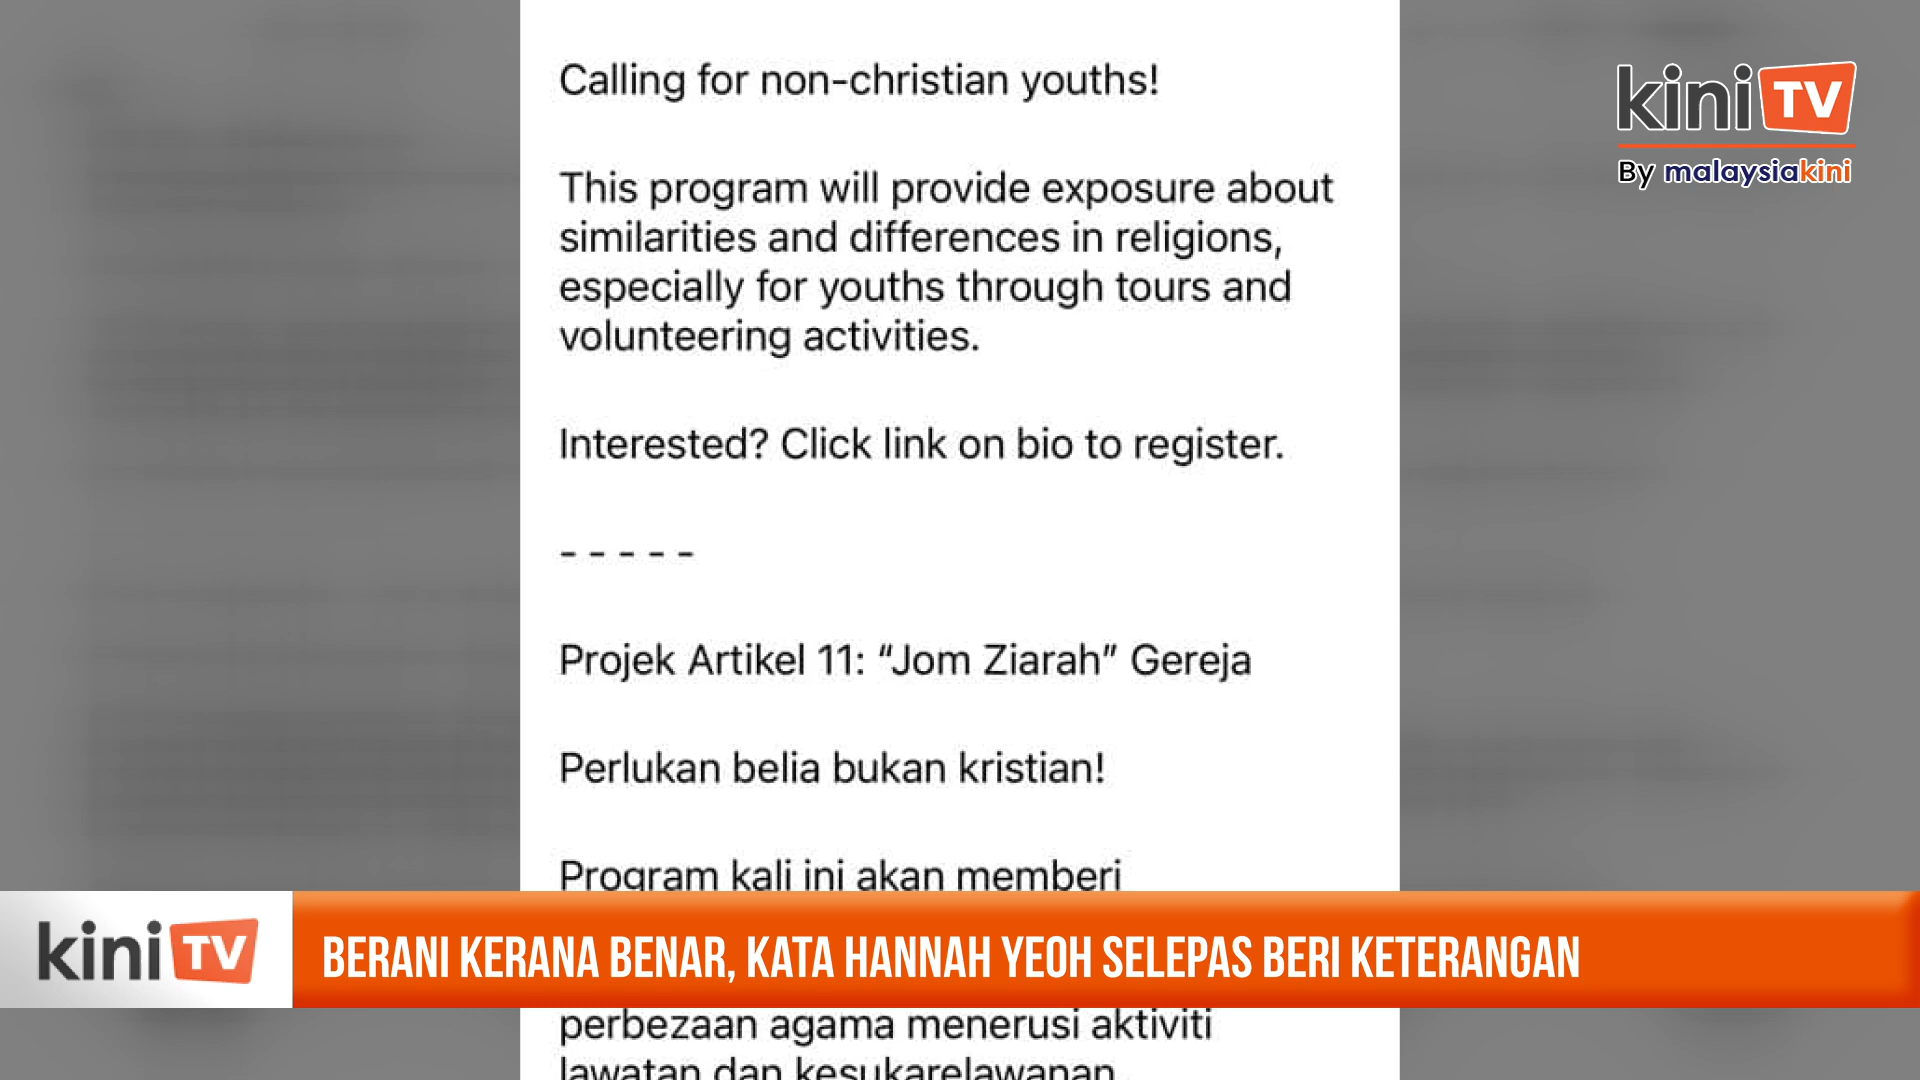 Calling for non-christian youths!
This program will provide exposure about
similarities and differences in religions,
especially for youths through tours and
volunteering activities.
Interested? Click link on bio to register.
- - - - -
Projek Artikel 11: “Jom Ziarah” Gereja
Perlukan belia bukan kristian!
Program kali ini akan memberi
perbezaan agama menerusi aktiviti
lawatan dan kesukarelawanan.
kini TV
By malaysiakini
kini TV
BERANI KERANA BENAR, KATA HANNAH YEOH SELEPAS BERI KETERANGAN